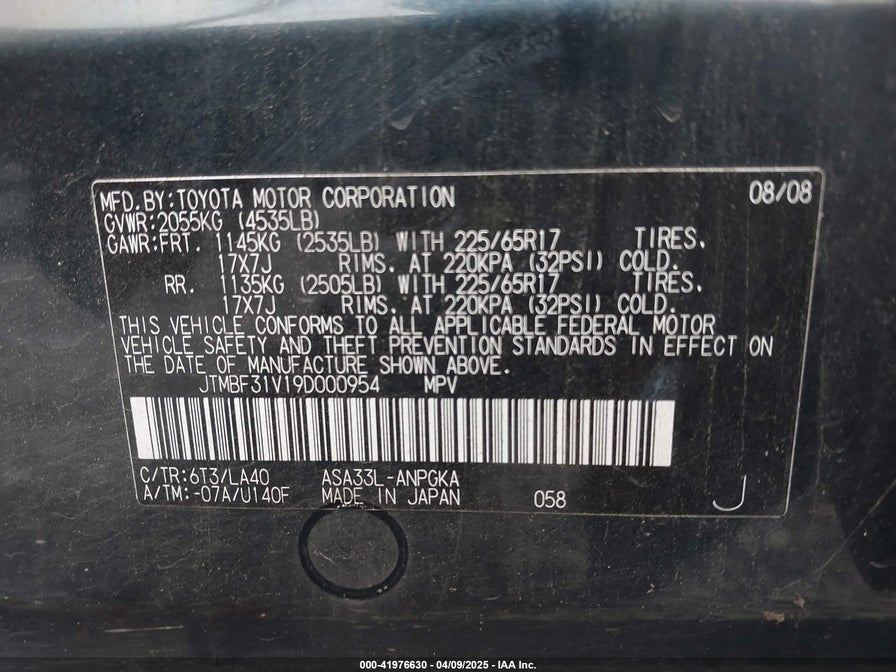 MFD.BY:TOYOTA MOTOR CORPORATION 08/08
GVWR:2055KG (4535LB)
GAWR:FRT. 1145KG (2535LB) WITH 225/65R17 TIRES.
17X7J RIMS. AT 220KPA (32PSI) COLD.
RR. 1135KG (2505LB) WITH 225/65R17 TIRES.
17X7J RIMS. AT 220KPA (32PSI) COLD.
THIS VEHICLE CONFORMS TO ALL APPLICABLE FEDERAL MOTOR
VEHICLE SAFETY AND THEFT PREVENTION STANDARDS IN EFFECT ON
THE DATE OF MANUFACTURE SHOWN ABOVE.
JTMBF31V19D000954 MPV
C/TR:6T3/LA40 ASA33L-ANPGKA
A/TM:-07A/U140F MADE IN JAPAN 058 J
000-41976630 - 04/09/2025 - IAA Inc.